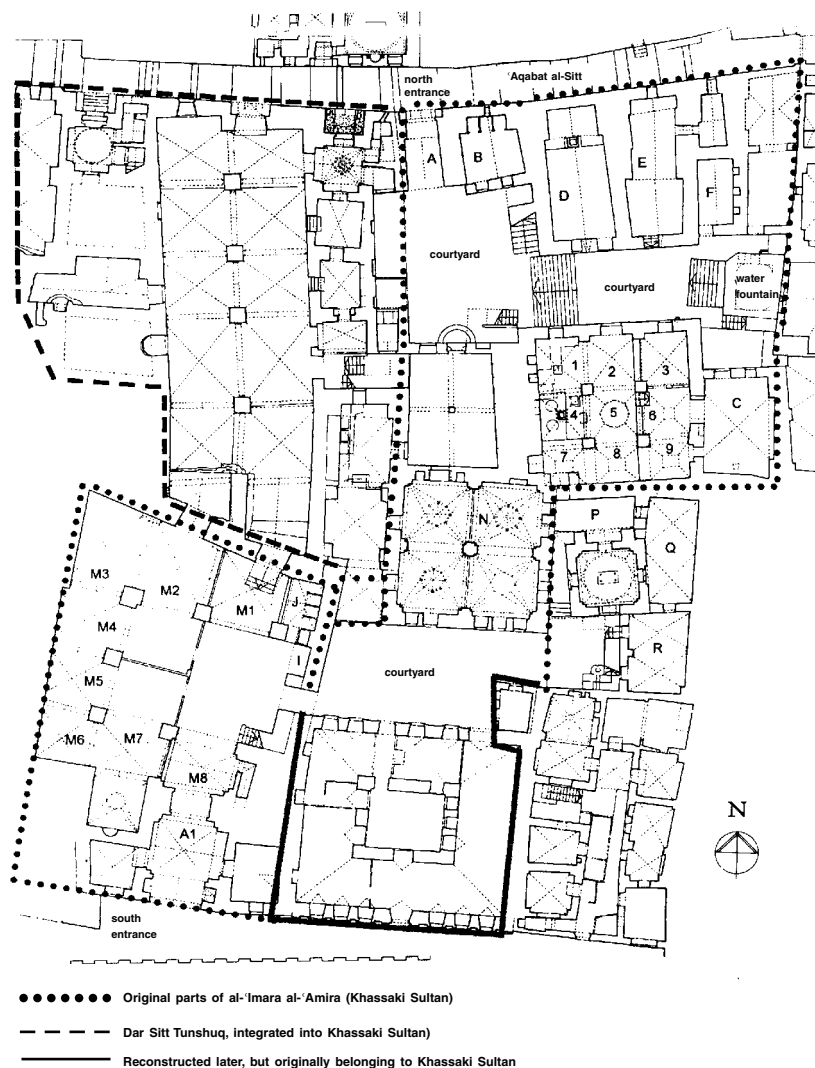 north
entrance
‘Aqabat al-Sitt
A
B
D
E
F
courtyard
courtyard
water
fountain
1
2
3
4
5
6
C
7
8
9
N
P
Q
M3
M2
M1
J
M4
I
R
courtyard
M5
M6
M7
M8
A1
N
south
entrance
Original parts of al-‘Imara al-‘Amira (Khassaki Sultan)
Dar Sitt Tunshuq, integrated into Khassaki Sultan)
Reconstructed later, but originally belonging to Khassaki Sultan